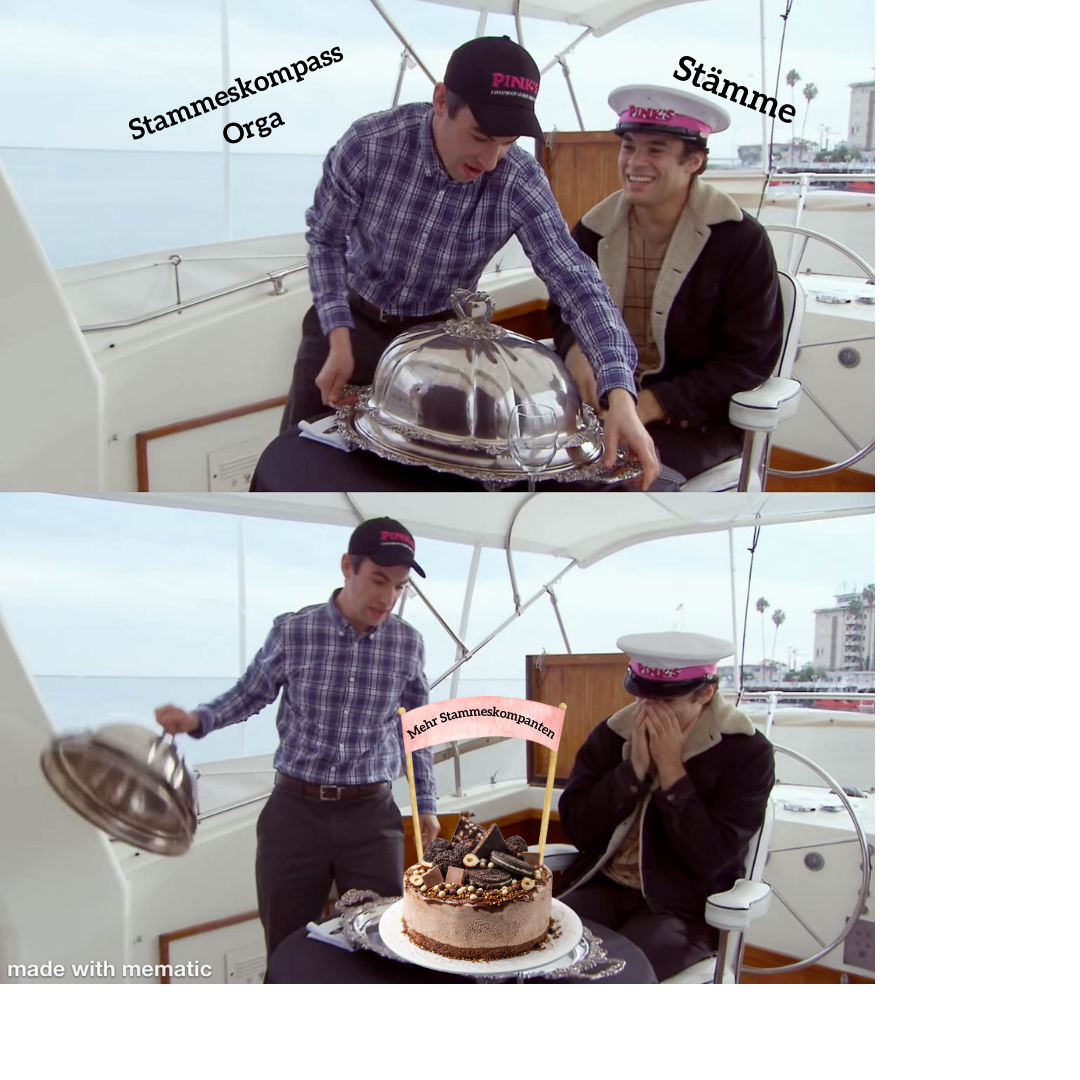 Stammeskompass
Orga
Stämme
PINK'S
PINK'S
PINK'S
PINK'S
Mehr Stammeskompanten
made with mematic